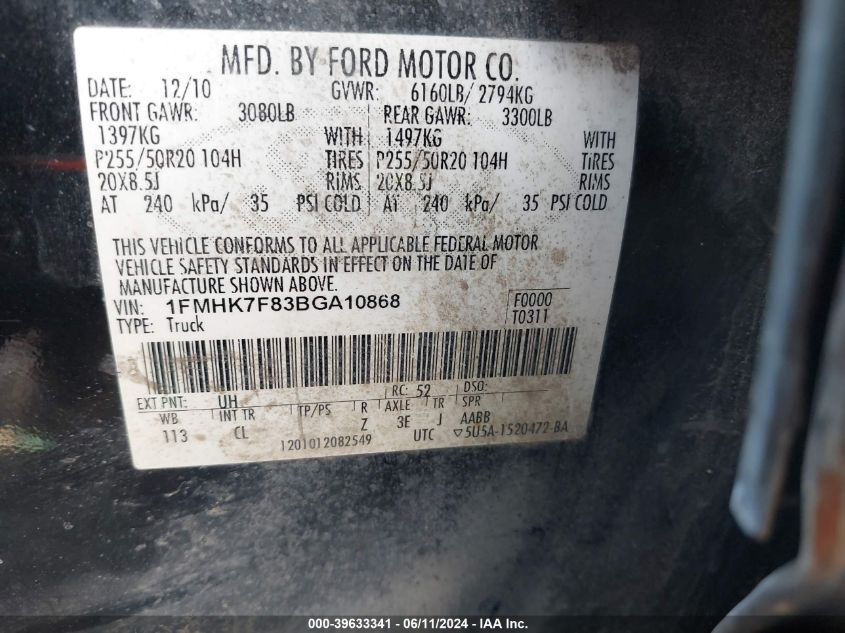 MFD. BY FORD MOTOR CO.
DATE: 12/10 GVWR: 6160LB/ 2794KG
FRONT GAWR: 3080LB REAR GAWR: 3300LB
1397KG WITH 1497KG WITH
P255/50R20 104H TIRES P255/50R20 104H TIRES
20X8.5J RIMS 20X8.5J RIMS
AT 240 kPa/ 35 PSI COLD AT 240 kPa/ 35 PSI COLD
THIS VEHICLE CONFORMS TO ALL APPLICABLE FEDERAL MOTOR
VEHICLE SAFETY STANDARDS IN EFFECT ON THE DATE OF
MANUFACTURE SHOWN ABOVE.
VIN: 1FMHK7F83BGA10868 F0000
TYPE: Truck T0311
EXT PNT: UH RC: 52 DSO:
WB INT TR TP/PS R AXLE TR SPR
113 CL Z 3E J AABB
1201012082549 UTC ▽5U5A-1520472-BA
000-39633341 - 06/11/2024 - IAA Inc.